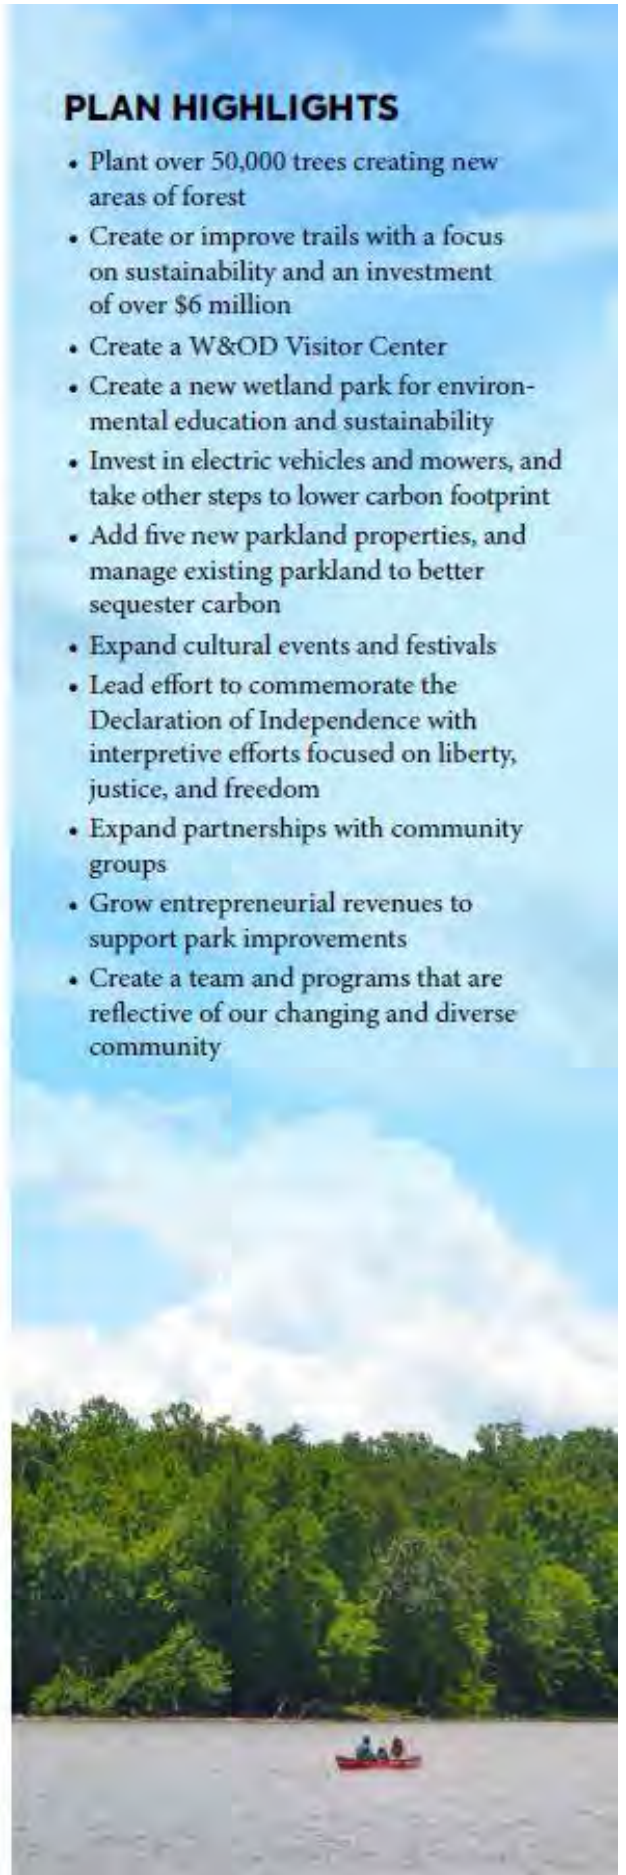 PLAN HIGHLIGHTS
• Plant over 50,000 trees creating new
areas of forest
• Create or improve trails with a focus
on sustainability and an investment
of over $6 million
• Create a W&OD Visitor Center
• Create a new wetland park for environ-
mental education and sustainability
• Invest in electric vehicles and mowers, and
take other steps to lower carbon footprint
• Add five new parkland properties, and
manage existing parkland to better
sequester carbon
• Expand cultural events and festivals
• Lead effort to commemorate the
Declaration of Independence with
interpretive efforts focused on liberty,
justice, and freedom
• Expand partnerships with community
groups
• Grow entrepreneurial revenues to
support park improvements
• Create a team and programs that are
reflective of our changing and diverse
community